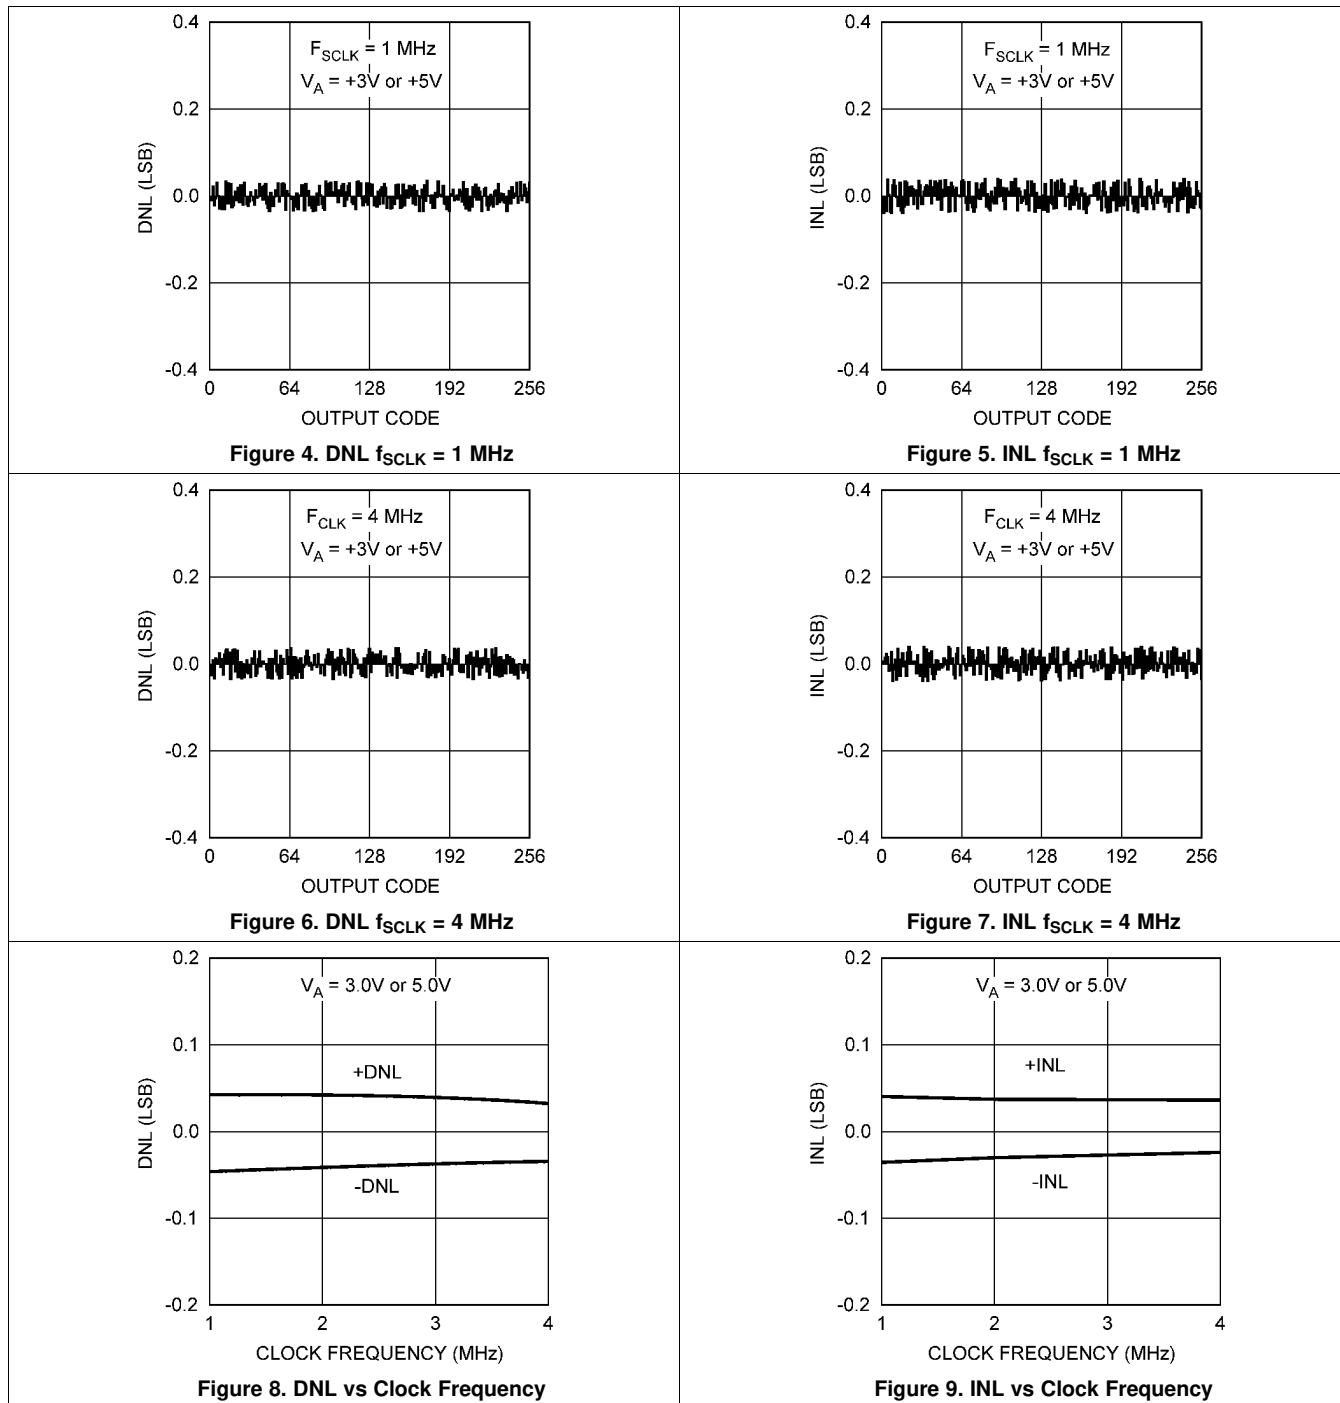 0.4
0.2
0.0
-0.2
-0.4
DNL (LSB)
F_SCLK = 1 MHz
V_A = +3V or +5V
0 64 128 192 256
OUTPUT CODE
Figure 4. DNL f_SCLK = 1 MHz
0.4
0.2
0.0
-0.2
-0.4
INL (LSB)
F_SCLK = 1 MHz
V_A = +3V or +5V
0 64 128 192 256
OUTPUT CODE
Figure 5. INL f_SCLK = 1 MHz
0.4
0.2
0.0
-0.2
-0.4
DNL (LSB)
F_CLK = 4 MHz
V_A = +3V or +5V
0 64 128 192 256
OUTPUT CODE
Figure 6. DNL f_SCLK = 4 MHz
0.4
0.2
0.0
-0.2
-0.4
INL (LSB)
F_CLK = 4 MHz
V_A = +3V or +5V
0 64 128 192 256
OUTPUT CODE
Figure 7. INL f_SCLK = 4 MHz
0.2
0.1
0.0
-0.1
-0.2
DNL (LSB)
V_A = 3.0V or 5.0V
+DNL
-DNL
1 2 3 4
CLOCK FREQUENCY (MHz)
Figure 8. DNL vs Clock Frequency
0.2
0.1
0.0
-0.1
-0.2
INL (LSB)
V_A = 3.0V or 5.0V
+INL
-INL
1 2 3 4
CLOCK FREQUENCY (MHz)
Figure 9. INL vs Clock Frequency